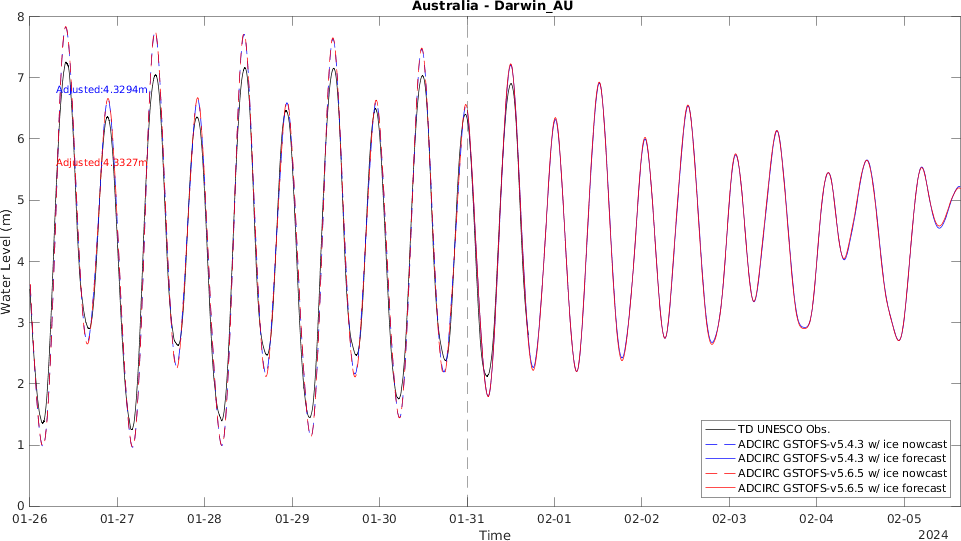 Australia - Darwin_AU
8
7
6
5
4
3
2
1
0
Water Level (m)
Adjusted:4.3294m
Adjusted:4.3327m
TD UNESCO Obs.
ADCIRC GSTOFS-v5.4.3 w/ ice nowcast
ADCIRC GSTOFS-v5.4.3 w/ ice forecast
ADCIRC GSTOFS-v5.6.5 w/ ice nowcast
ADCIRC GSTOFS-v5.6.5 w/ ice forecast
01-26 01-27 01-28 01-29 01-30 01-31 02-01 02-02 02-03 02-04 02-05
Time
2024